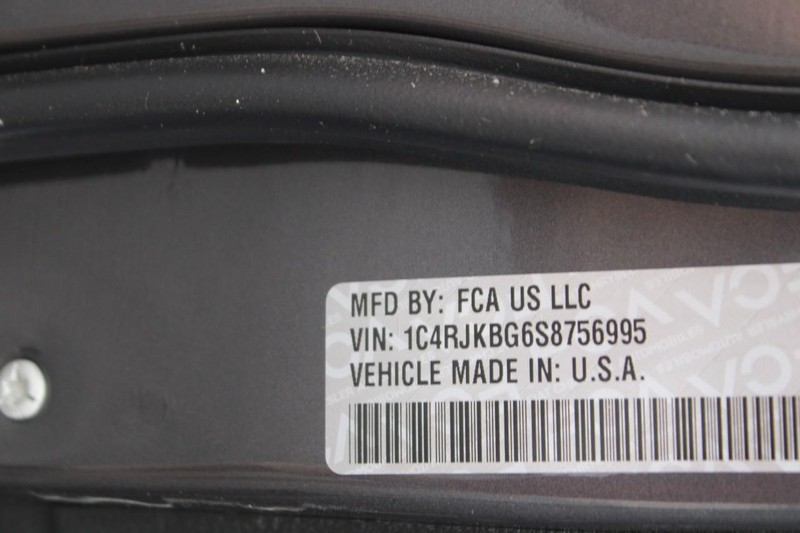 MFD BY: FCA US LLC
VIN: 1C4RJKBG6S8756995
VEHICLE MADE IN: U.S.A.